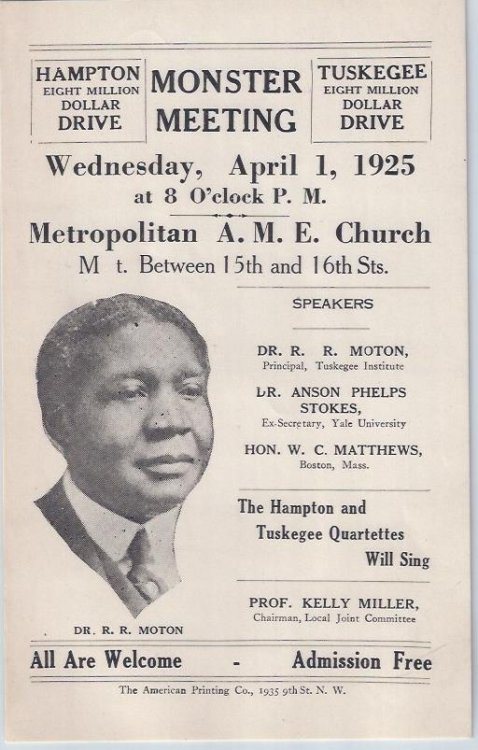 HAMPTON
EIGHT MILLION
DOLLAR
DRIVE
MONSTER
MEETING
TUSKEGEE
EIGHT MILLION
DOLLAR
DRIVE
Wednesday, April 1, 1925
at 8 O'clock P. M.
Metropolitan A. M. E. Church
M t. Between 15th and 16th Sts.
SPEAKERS
DR. R. R. MOTON,
Principal, Tuskegee Institute
DR. ANSON PHELPS
STOKES,
Ex-Secretary, Yale University
HON. W. C. MATTHEWS,
Boston, Mass.
The Hampton and
Tuskegee Quartettes
Will Sing
PROF. KELLY MILLER,
Chairman, Local Joint Committee
DR. R. R. MOTON
All Are Welcome - Admission Free
The American Printing Co., 1935 9th St. N. W.